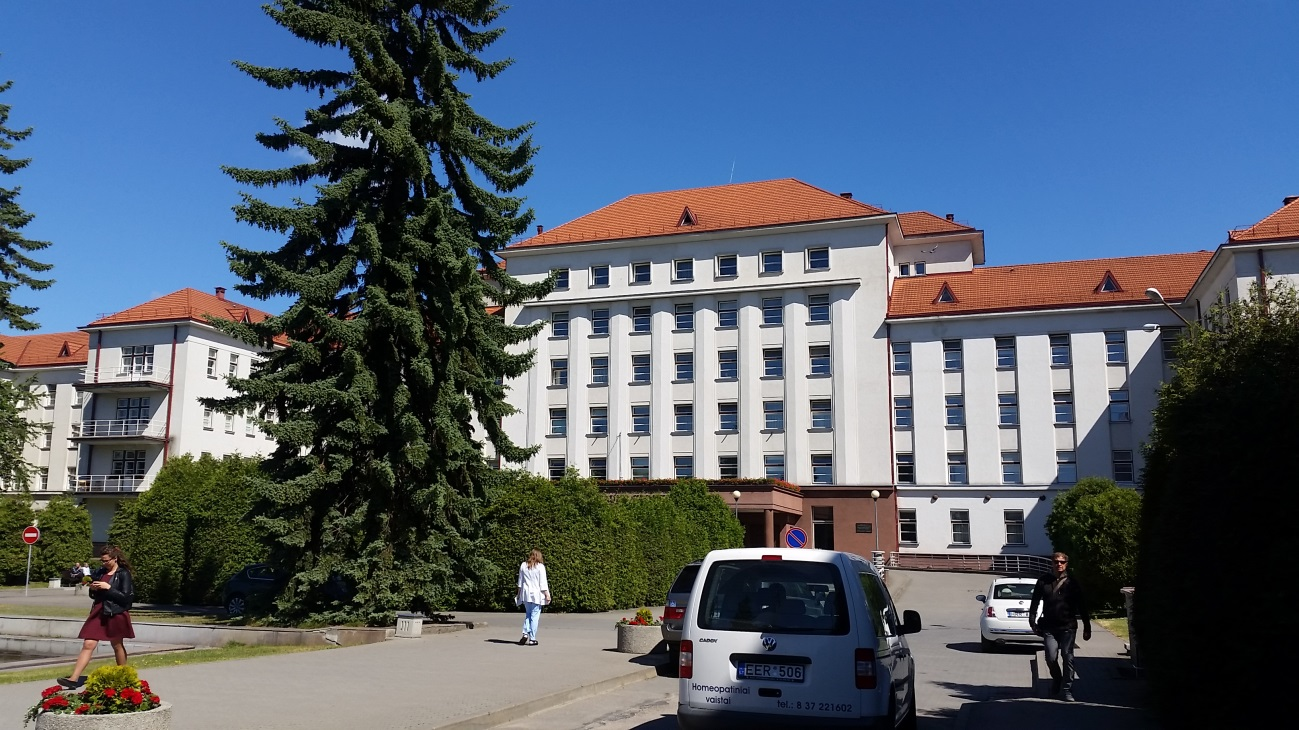 CADDY
EER 506
Homeopatiniai
vaistai
tel.: 8 37 221602